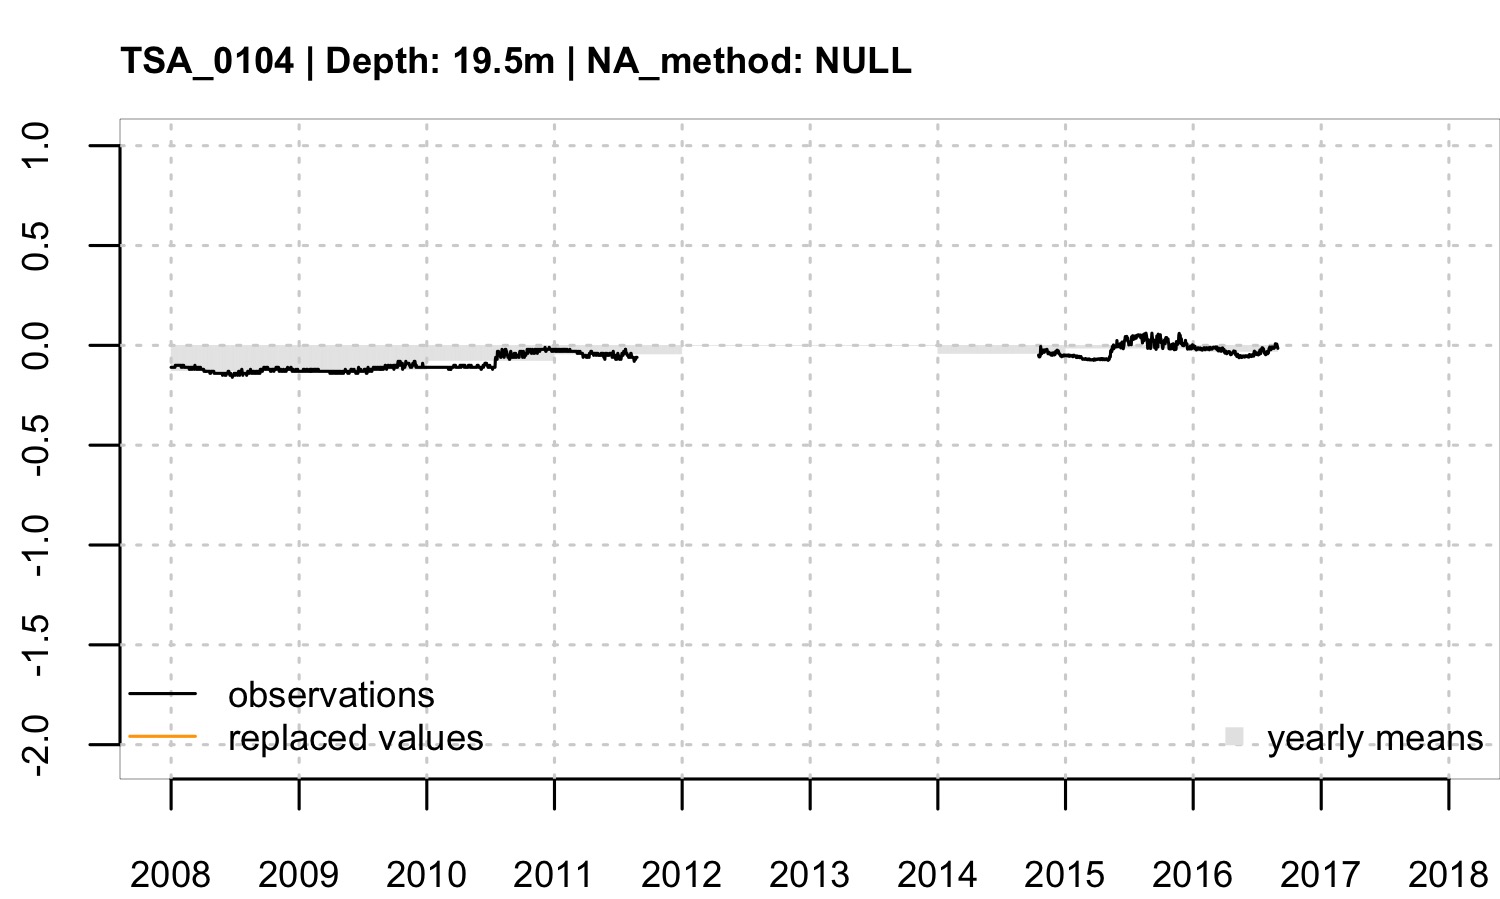 TSA_0104 | Depth: 19.5m | NA_method: NULL
1.0
0.5
0.0
-0.5
-1.0
-1.5
-2.0
observations
replaced values
yearly means
2008 2009 2010 2011 2012 2013 2014 2015 2016 2017 2018